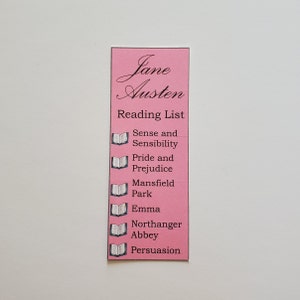 Jane
Austen
Reading List
Sense and
Sensibility
Pride and
Prejudice
Mansfield
Park
Emma
Northanger
Abbey
Persuasion